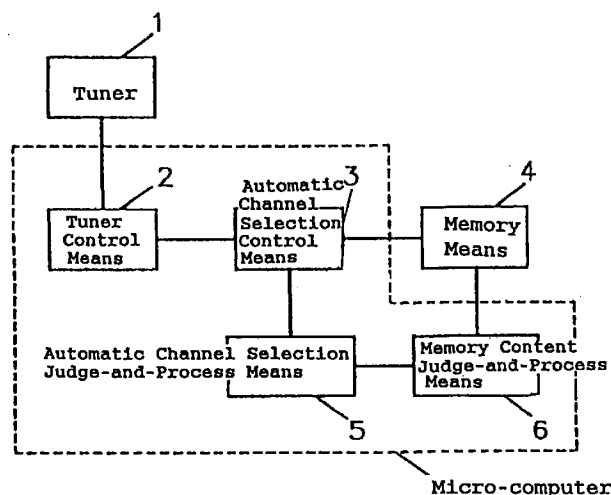 1
Tuner
2
Tuner
Control
Means
3
Automatic
Channel
Selection
Control
Means
4
Memory
Means
Automatic Channel Selection
Judge-and-Process Means
5
Memory Content
Judge-and-Process
Means
6
Micro-computer